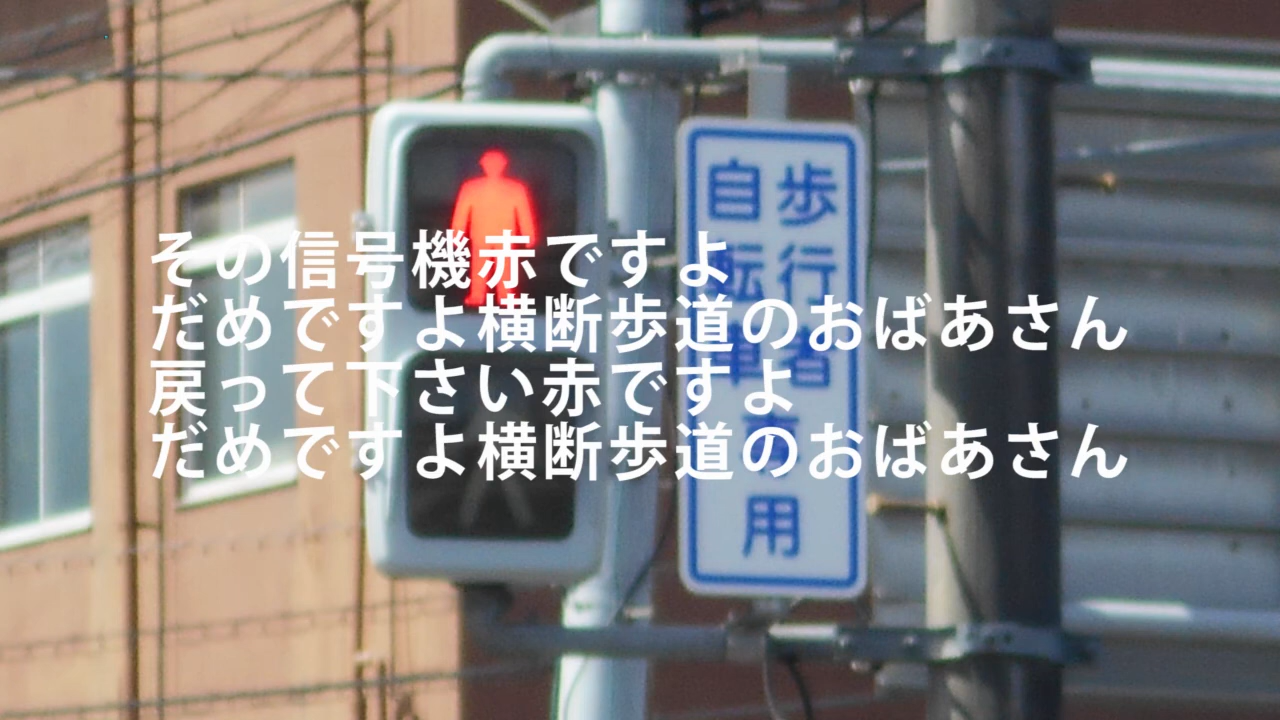 その信号機赤ですよ
だめですよ横断歩道のおばあさん
戻って下さい赤ですよ
だめですよ横断歩道のおばあさん
歩行者
自転車
専用